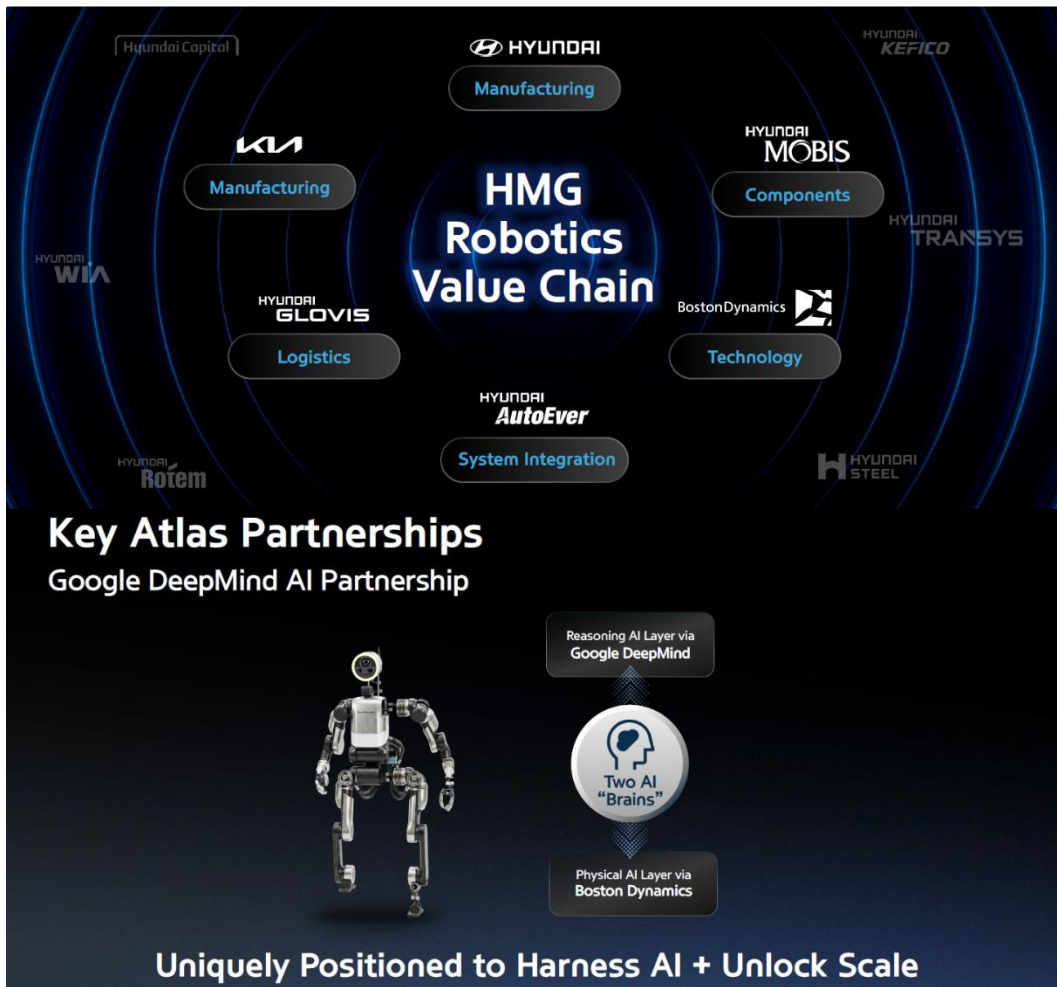 Hyundai Capital
HYUNDAI
Manufacturing
HYUNDAI
KEFICO
KIA
Manufacturing
HYUNDAI
MOBIS
Components
HMG
Robotics
Value Chain
HYUNDAI
WIA
HYUNDAI
TRANSYS
HYUNDAI
GLOVIS
Logistics
BostonDynamics
Technology
HYUNDAI
AutoEver
System Integration
HYUNDAI
Rotem
HYUNDAI
STEEL
Key Atlas Partnerships
Google DeepMind AI Partnership
Reasoning AI Layer via
Google DeepMind
Two AI
“Brains”
Physical AI Layer via
Boston Dynamics
Uniquely Positioned to Harness AI + Unlock Scale